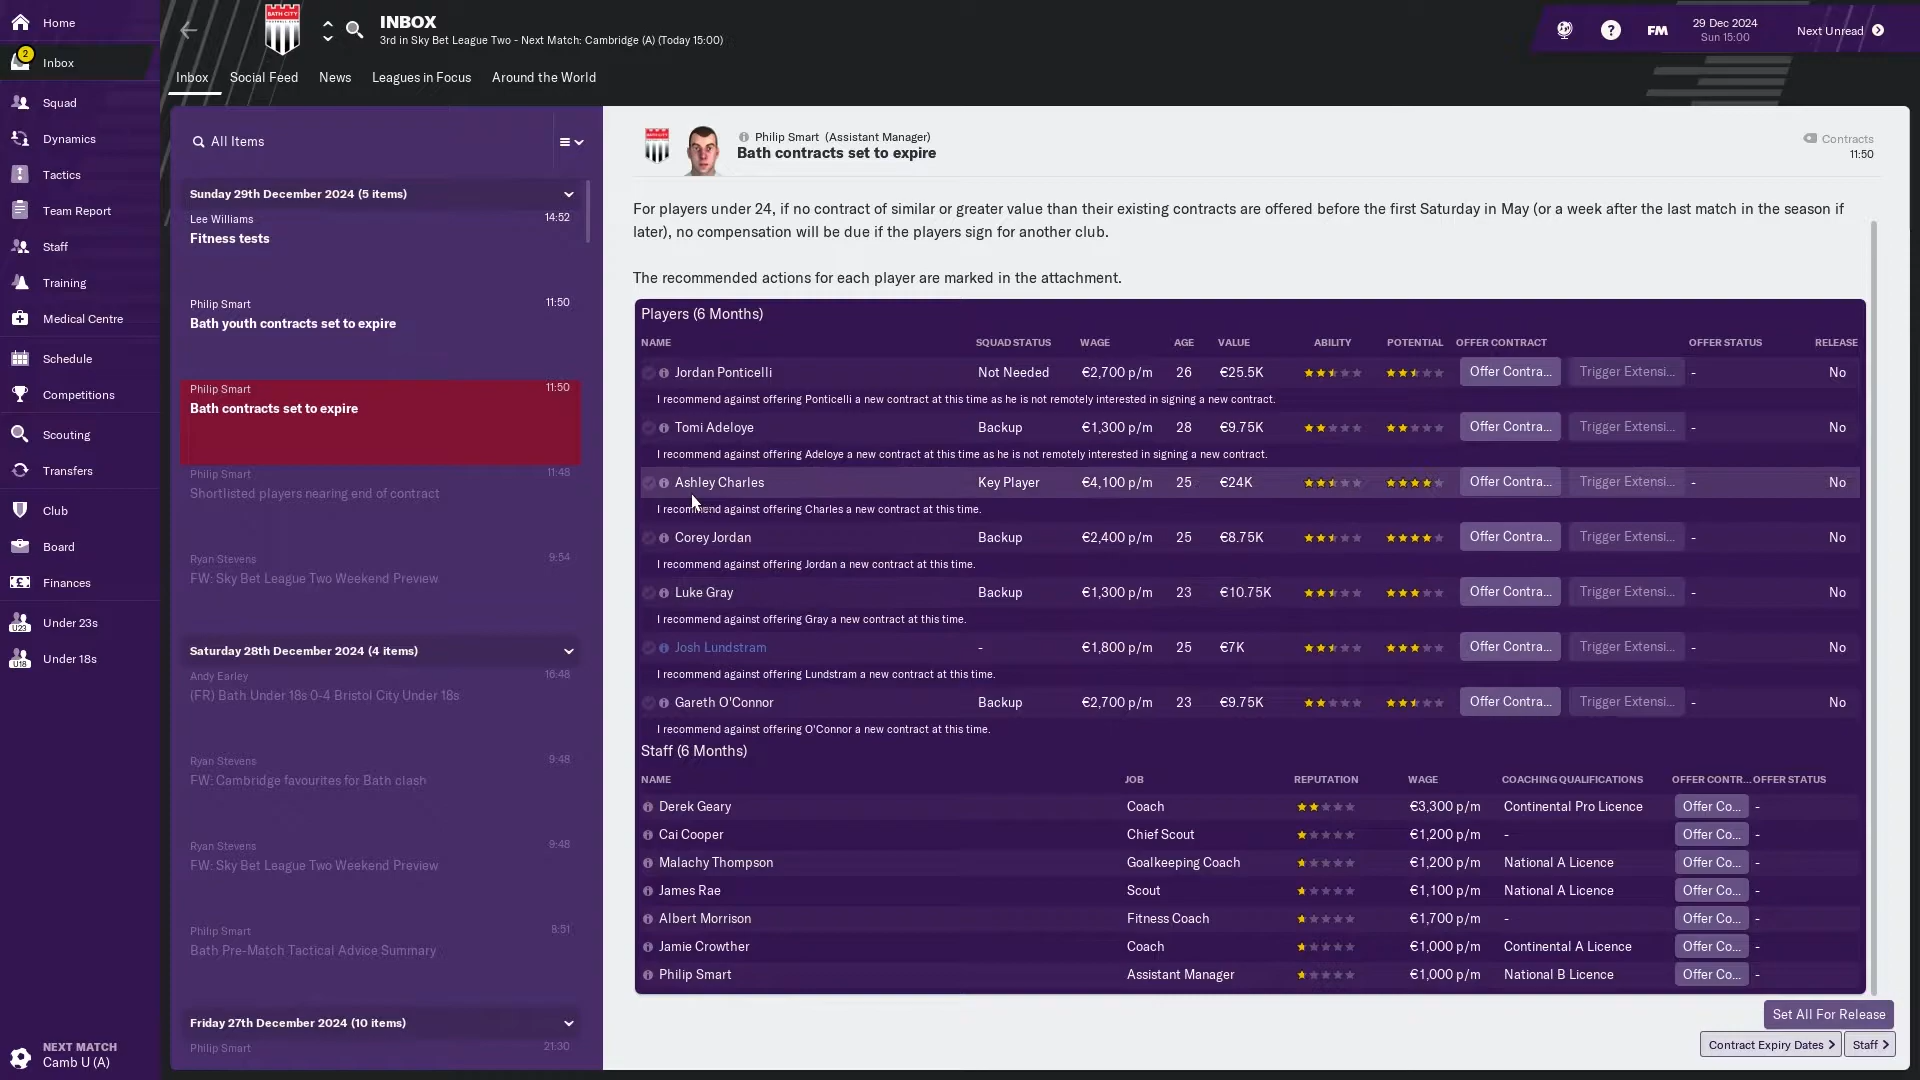 Home
2
Inbox
Squad
Dynamics
Tactics
Team Report
Staff
Training
Medical Centre
Schedule
Competitions
Scouting
Transfers
Club
Board
Finances
U23
Under 23s
U18
Under 18s
NEXT MATCH
Camb U (A)
BATH CITY
INBOX
3rd in Sky Bet League Two - Next Match: Cambridge (A) (Today 15:00)
? FM
29 Dec 2024
Sun 15:00
Next Unread
Inbox Social Feed News Leagues in Focus Around the World
All Items
Sunday 29th December 2024 (5 items)
Lee Williams 14:52
Fitness tests
Philip Smart 11:50
Bath youth contracts set to expire
Philip Smart 11:50
Bath contracts set to expire
Philip Smart 11:48
Shortlisted players nearing end of contract
Ryan Stevens 9:54
FW: Sky Bet League Two Weekend Preview
Saturday 28th December 2024 (4 items)
Andy Earley 16:48
(FR) Bath Under 18s 0-4 Bristol City Under 18s
Ryan Stevens 9:48
FW: Cambridge favourites for Bath clash
Ryan Stevens 9:48
FW: Sky Bet League Two Weekend Preview
Philip Smart 8:51
Bath Pre-Match Tactical Advice Summary
Friday 27th December 2024 (10 items)
Philip Smart 21:30
BATH CITY
Philip Smart (Assistant Manager)
Bath contracts set to expire
Contracts
11:50
For players under 24, if no contract of similar or greater value than their existing contracts are offered before the first Saturday in May (or a week after the last match in the season if
later), no compensation will be due if the players sign for another club.
The recommended actions for each player are marked in the attachment.
Players (6 Months)
NAME SQUAD STATUS WAGE AGE VALUE ABILITY POTENTIAL OFFER CONTRACT OFFER STATUS RELEASE
Jordan Ponticelli Not Needed €2,700 p/m 26 €25.5K Offer Contra... Trigger Extensi... - No
I recommend against offering Ponticelli a new contract at this time as he is not remotely interested in signing a new contract.
Tomi Adeloye Backup €1,300 p/m 28 €9.75K Offer Contra... Trigger Extensi... - No
I recommend against offering Adeloye a new contract at this time as he is not remotely interested in signing a new contract.
Ashley Charles Key Player €4,100 p/m 25 €24K Offer Contra... Trigger Extensi... - No
I recommend against offering Charles a new contract at this time.
Corey Jordan Backup €2,400 p/m 25 €8.75K Offer Contra... Trigger Extensi... - No
I recommend against offering Jordan a new contract at this time.
Luke Gray Backup €1,300 p/m 23 €10.75K Offer Contra... Trigger Extensi... - No
I recommend against offering Gray a new contract at this time.
Josh Lundstram - €1,800 p/m 25 €7K Offer Contra... Trigger Extensi... - No
I recommend against offering Lundstram a new contract at this time.
Gareth O'Connor Backup €2,700 p/m 23 €9.75K Offer Contra... Trigger Extensi... - No
I recommend against offering O'Connor a new contract at this time.
Staff (6 Months)
NAME JOB REPUTATION WAGE COACHING QUALIFICATIONS OFFER CONTR... OFFER STATUS
Derek Geary Coach €3,300 p/m Continental Pro Licence Offer Co... -
Cai Cooper Chief Scout €1,200 p/m - Offer Co... -
Malachy Thompson Goalkeeping Coach €1,200 p/m National A Licence Offer Co... -
James Rae Scout €1,100 p/m National A Licence Offer Co... -
Albert Morrison Fitness Coach €1,700 p/m - Offer Co... -
Jamie Crowther Coach €1,000 p/m Continental A Licence Offer Co... -
Philip Smart Assistant Manager €1,000 p/m National B Licence Offer Co... -
Set All For Release
Contract Expiry Dates Staff